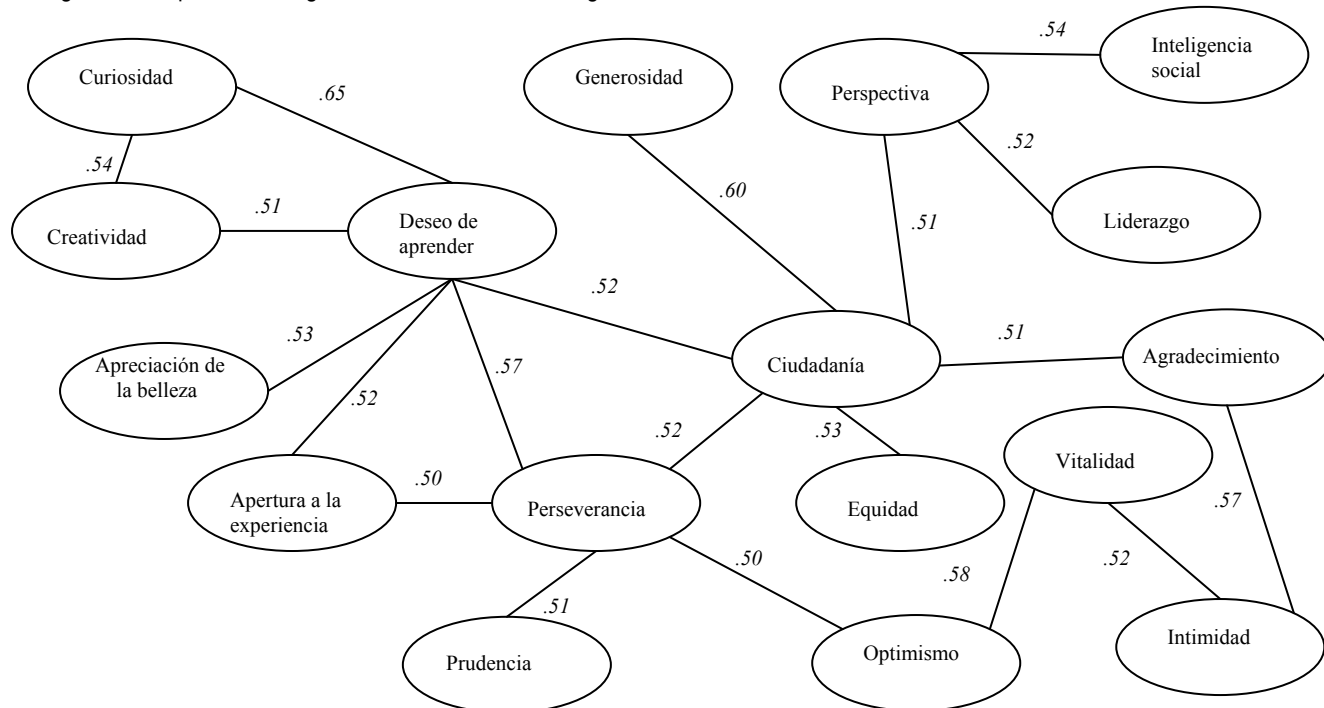 .54
Inteligencia
social
Curiosidad
Generosidad
Perspectiva
.65
.52
.54
.60
.51
Deseo de
aprender
Creatividad
Liderazgo
.51
.52
.53
.51
Apreciación de
la belleza
Ciudadanía
Agradecimiento
.57
.52
.52
.53
Vitalidad
.50
Apertura a la
experiencia
Perseverancia
Equidad
.57
.50
.58
.52
.51
Prudencia
Optimismo
Intimidad